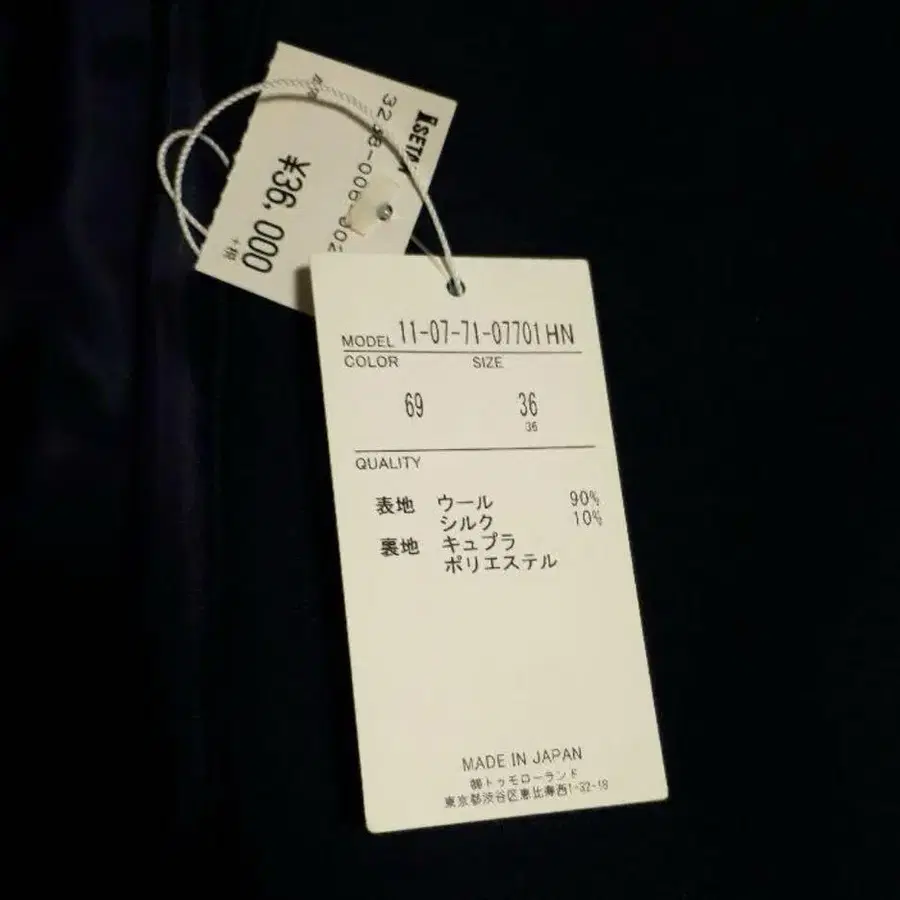 ¥36,000
+税
MODEL 11-07-71-07701HN
COLOR SIZE
69 36
36
QUALITY
表地 ウール 90%
シルク 10%
裏地 キュプラ
ポリエステル
MADE IN JAPAN
㈱トゥモローランド
東京都渋谷区恵比寿西1-32-18